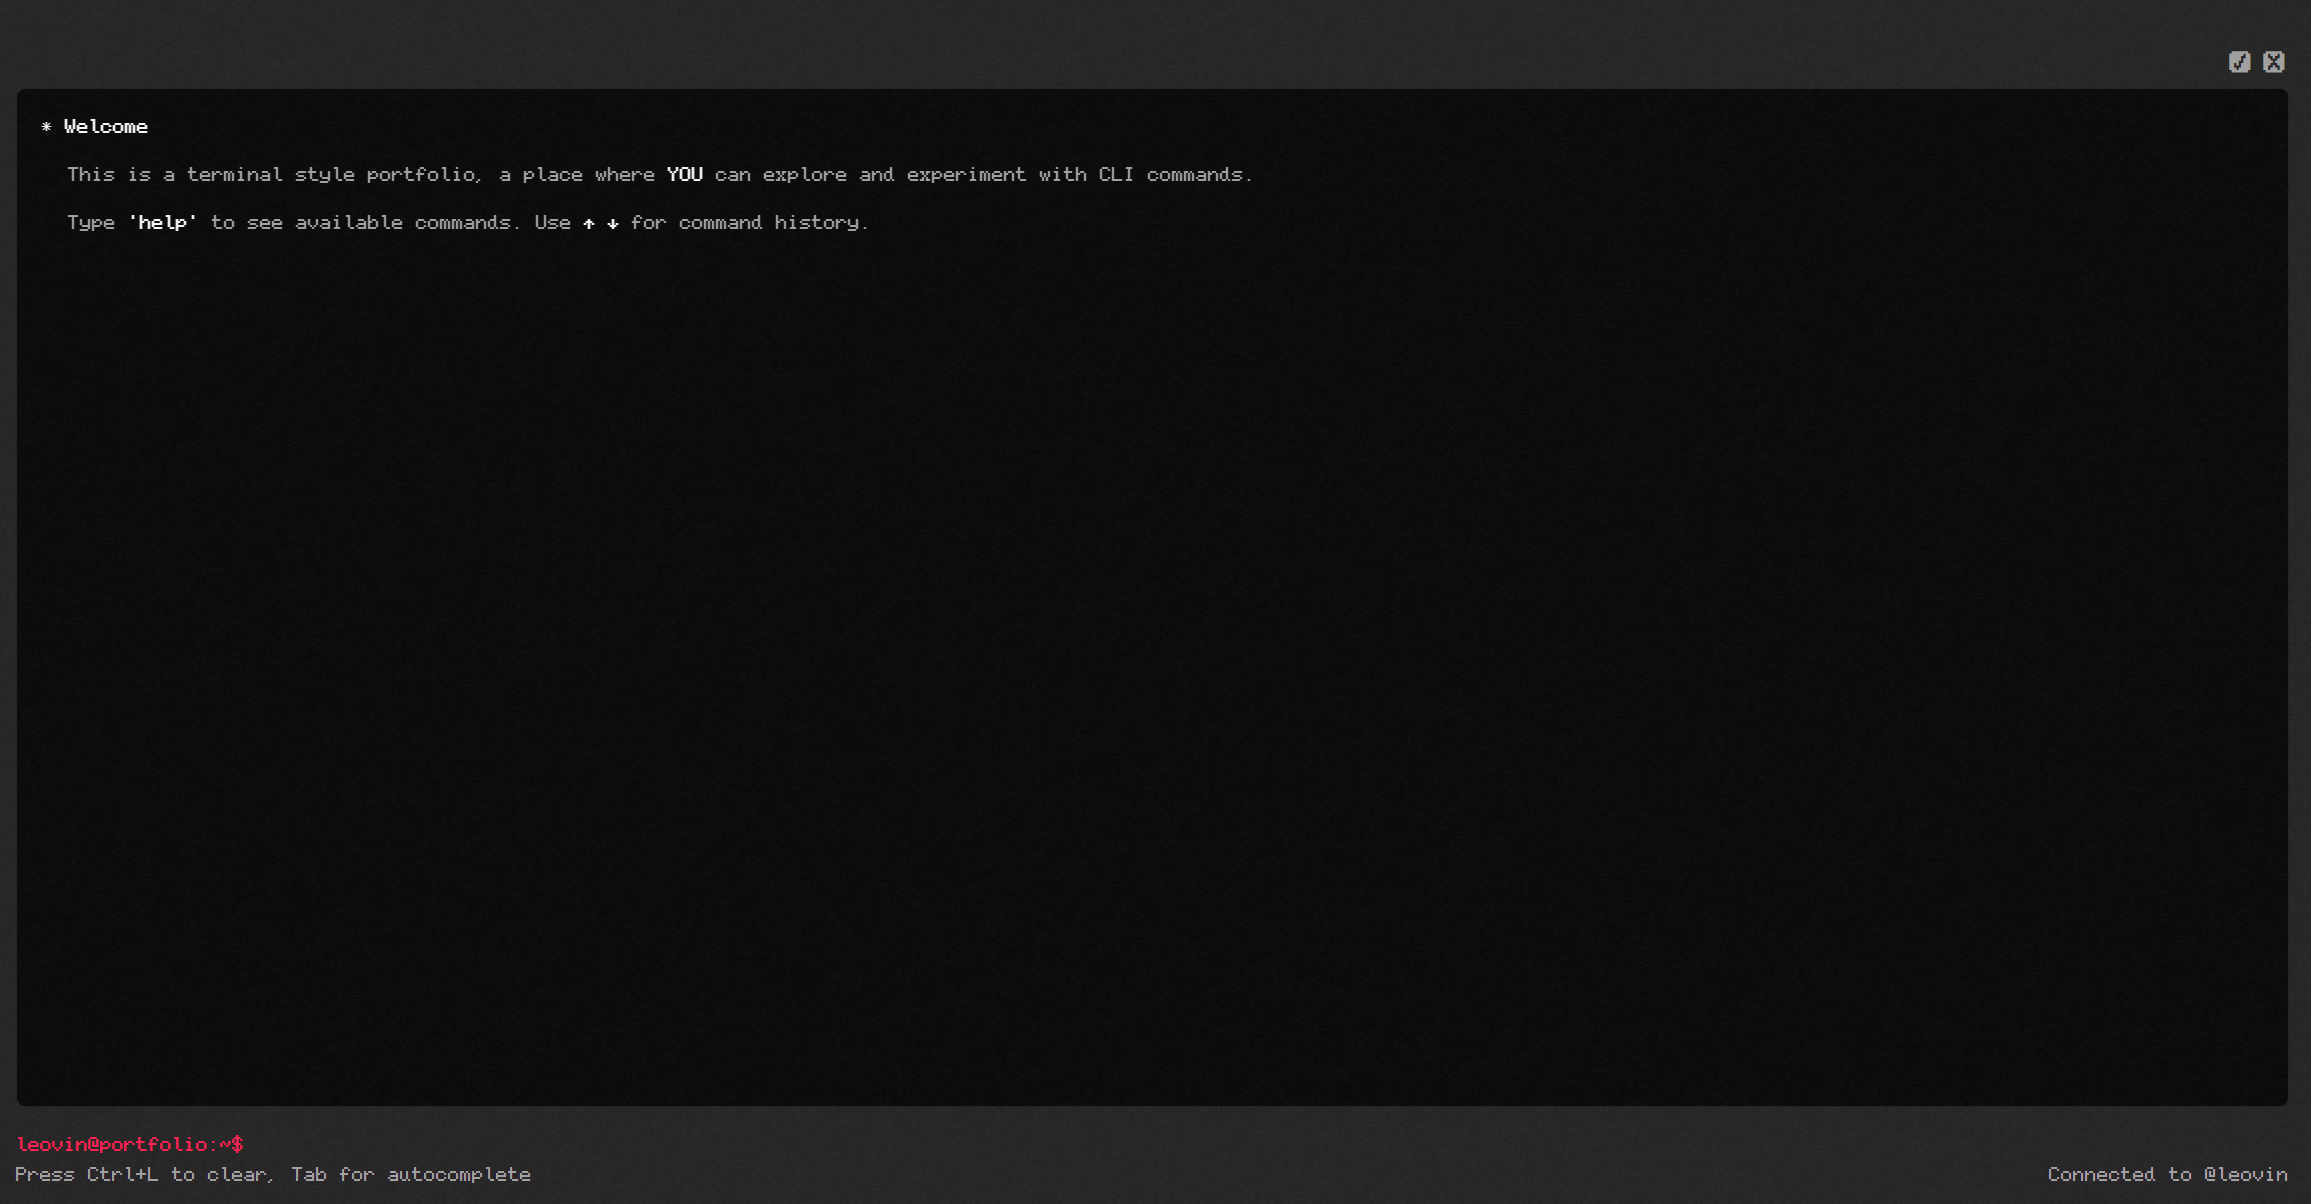 * Welcome
This is a terminal style portfolio, a place where YOU can explore and experiment with CLI commands.
Type 'help' to see available commands. Use ↑ ↓ for command history.
leovin@portfolio:~$
Press Ctrl+L to clear, Tab for autocomplete
Connected to @leovin